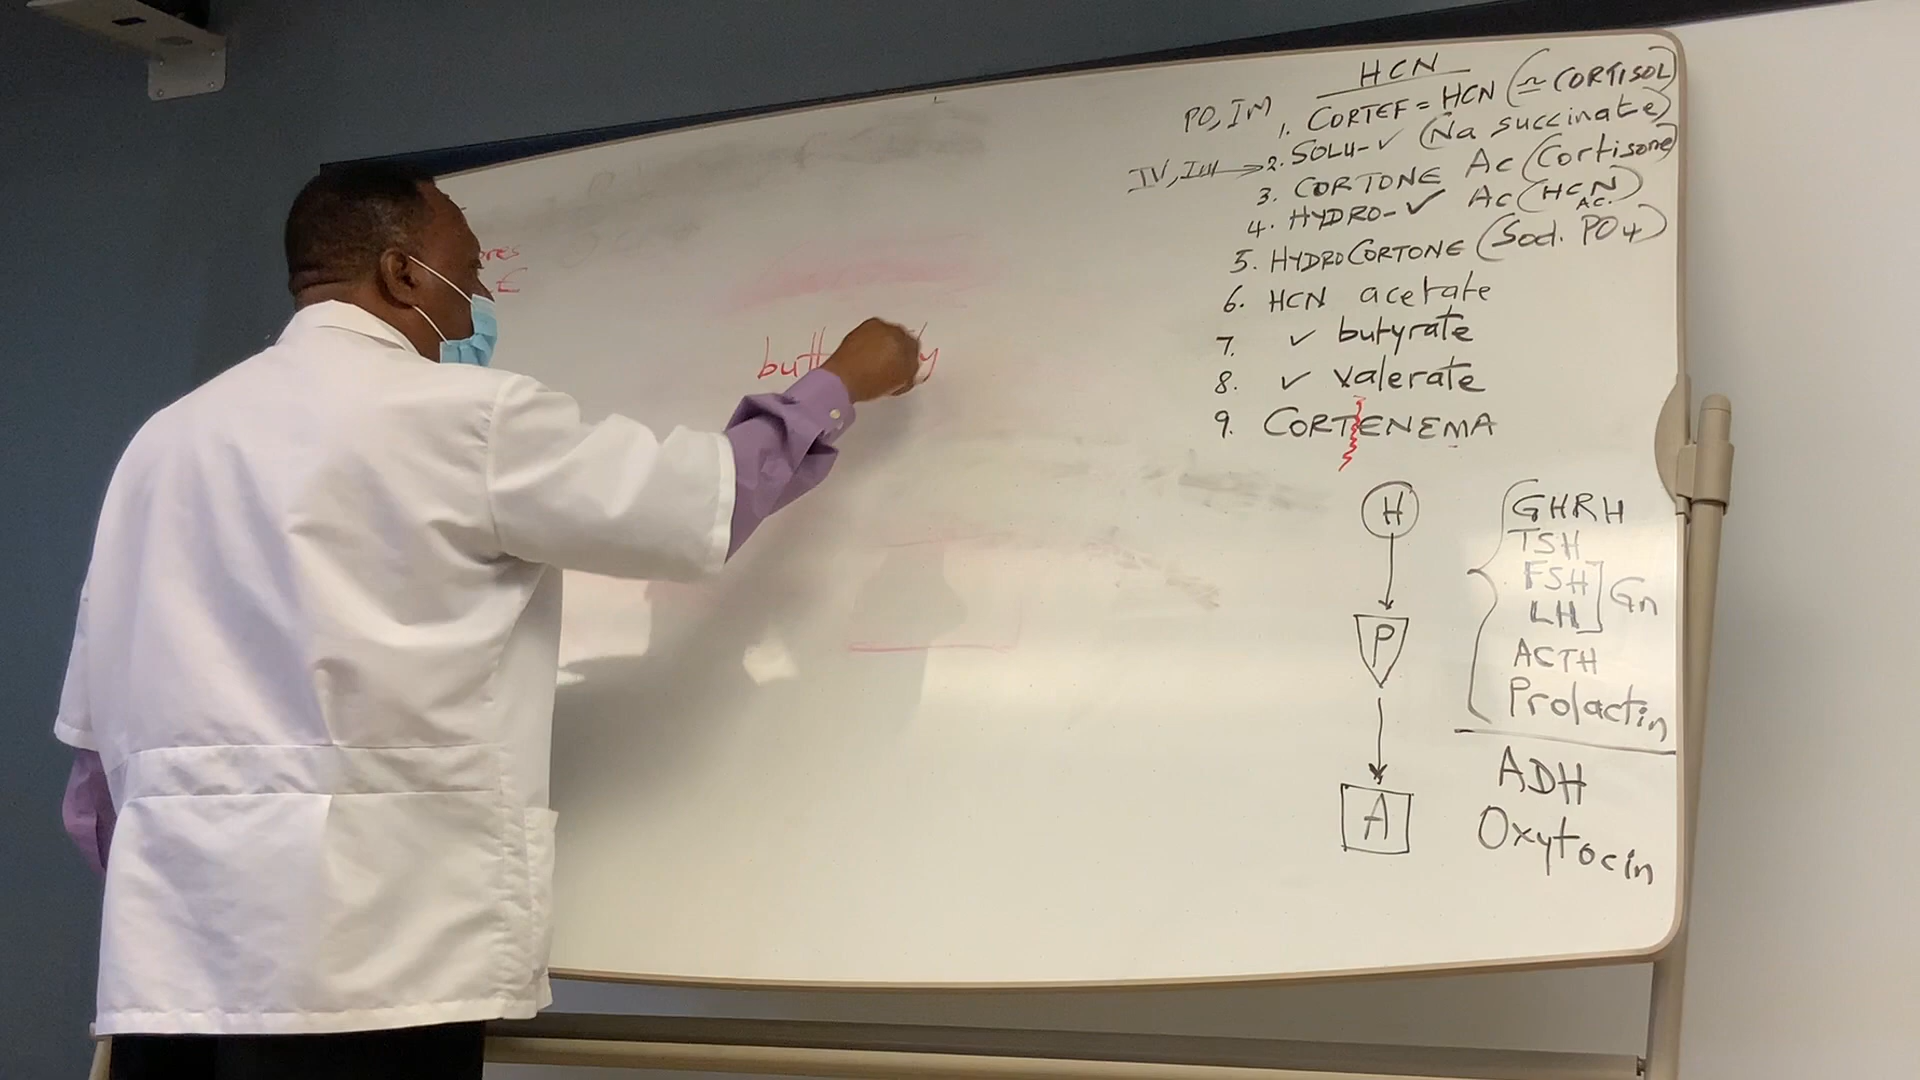 HCN
PO, IM 1. CORTEF = HCN (≃ CORTISOL)
IV, IM → 2. SOLU-✓ (Na succinate)
3. CORTONE Ac (Cortisone)
4. HYDRO-✓ Ac (HCN Ac.)
5. HYDROCORTONE (Sod. PO4)
6. HCN acetate
7. ✓ butyrate
8. ✓ valerate
9. CORTENEMA
H
P
A
GHRH
TSH
FSH
LH
Gn
ACTH
Prolactin
ADH
Oxytocin